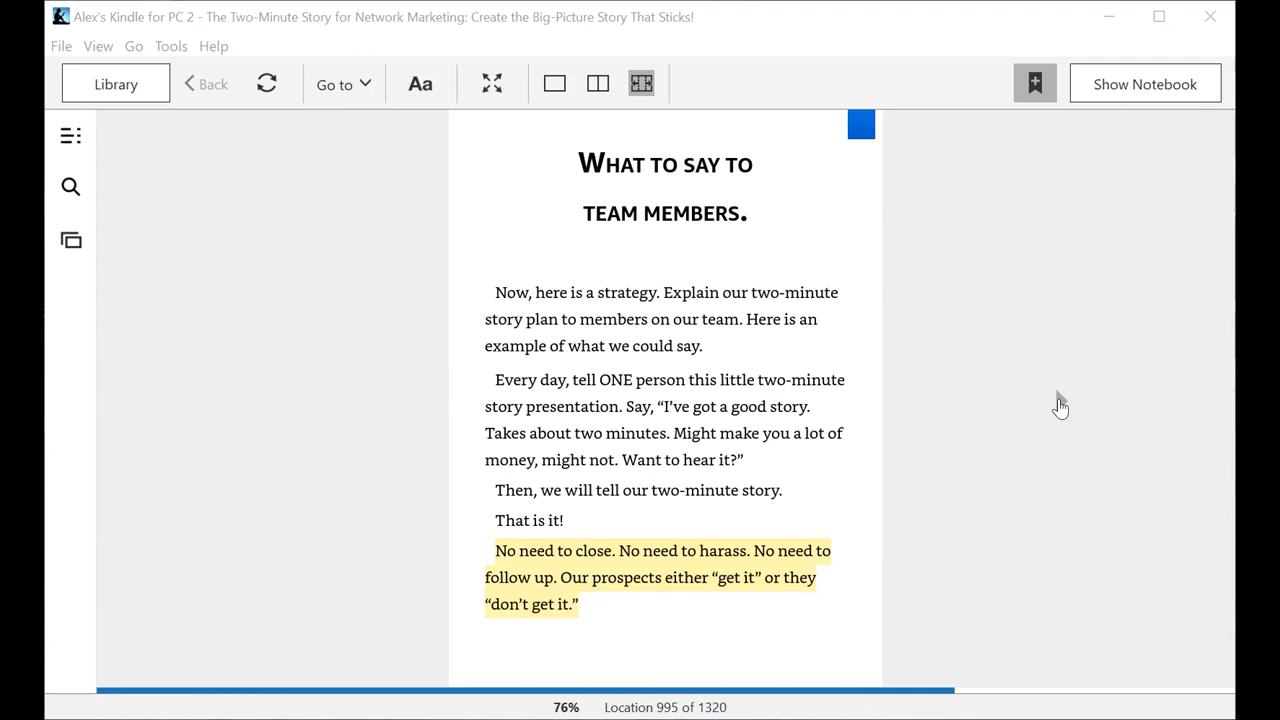 Alex's Kindle for PC 2 - The Two-Minute Story for Network Marketing: Create the Big-Picture Story That Sticks!
File View Go Tools Help
Library Back Go to Aa Show Notebook
What to say to
team members.
Now, here is a strategy. Explain our two-minute
story plan to members on our team. Here is an
example of what we could say.
Every day, tell ONE person this little two-minute
story presentation. Say, “I’ve got a good story.
Takes about two minutes. Might make you a lot of
money, might not. Want to hear it?”
Then, we will tell our two-minute story.
That is it!
No need to close. No need to harass. No need to
follow up. Our prospects either “get it” or they
“don’t get it.”
76% Location 995 of 1320